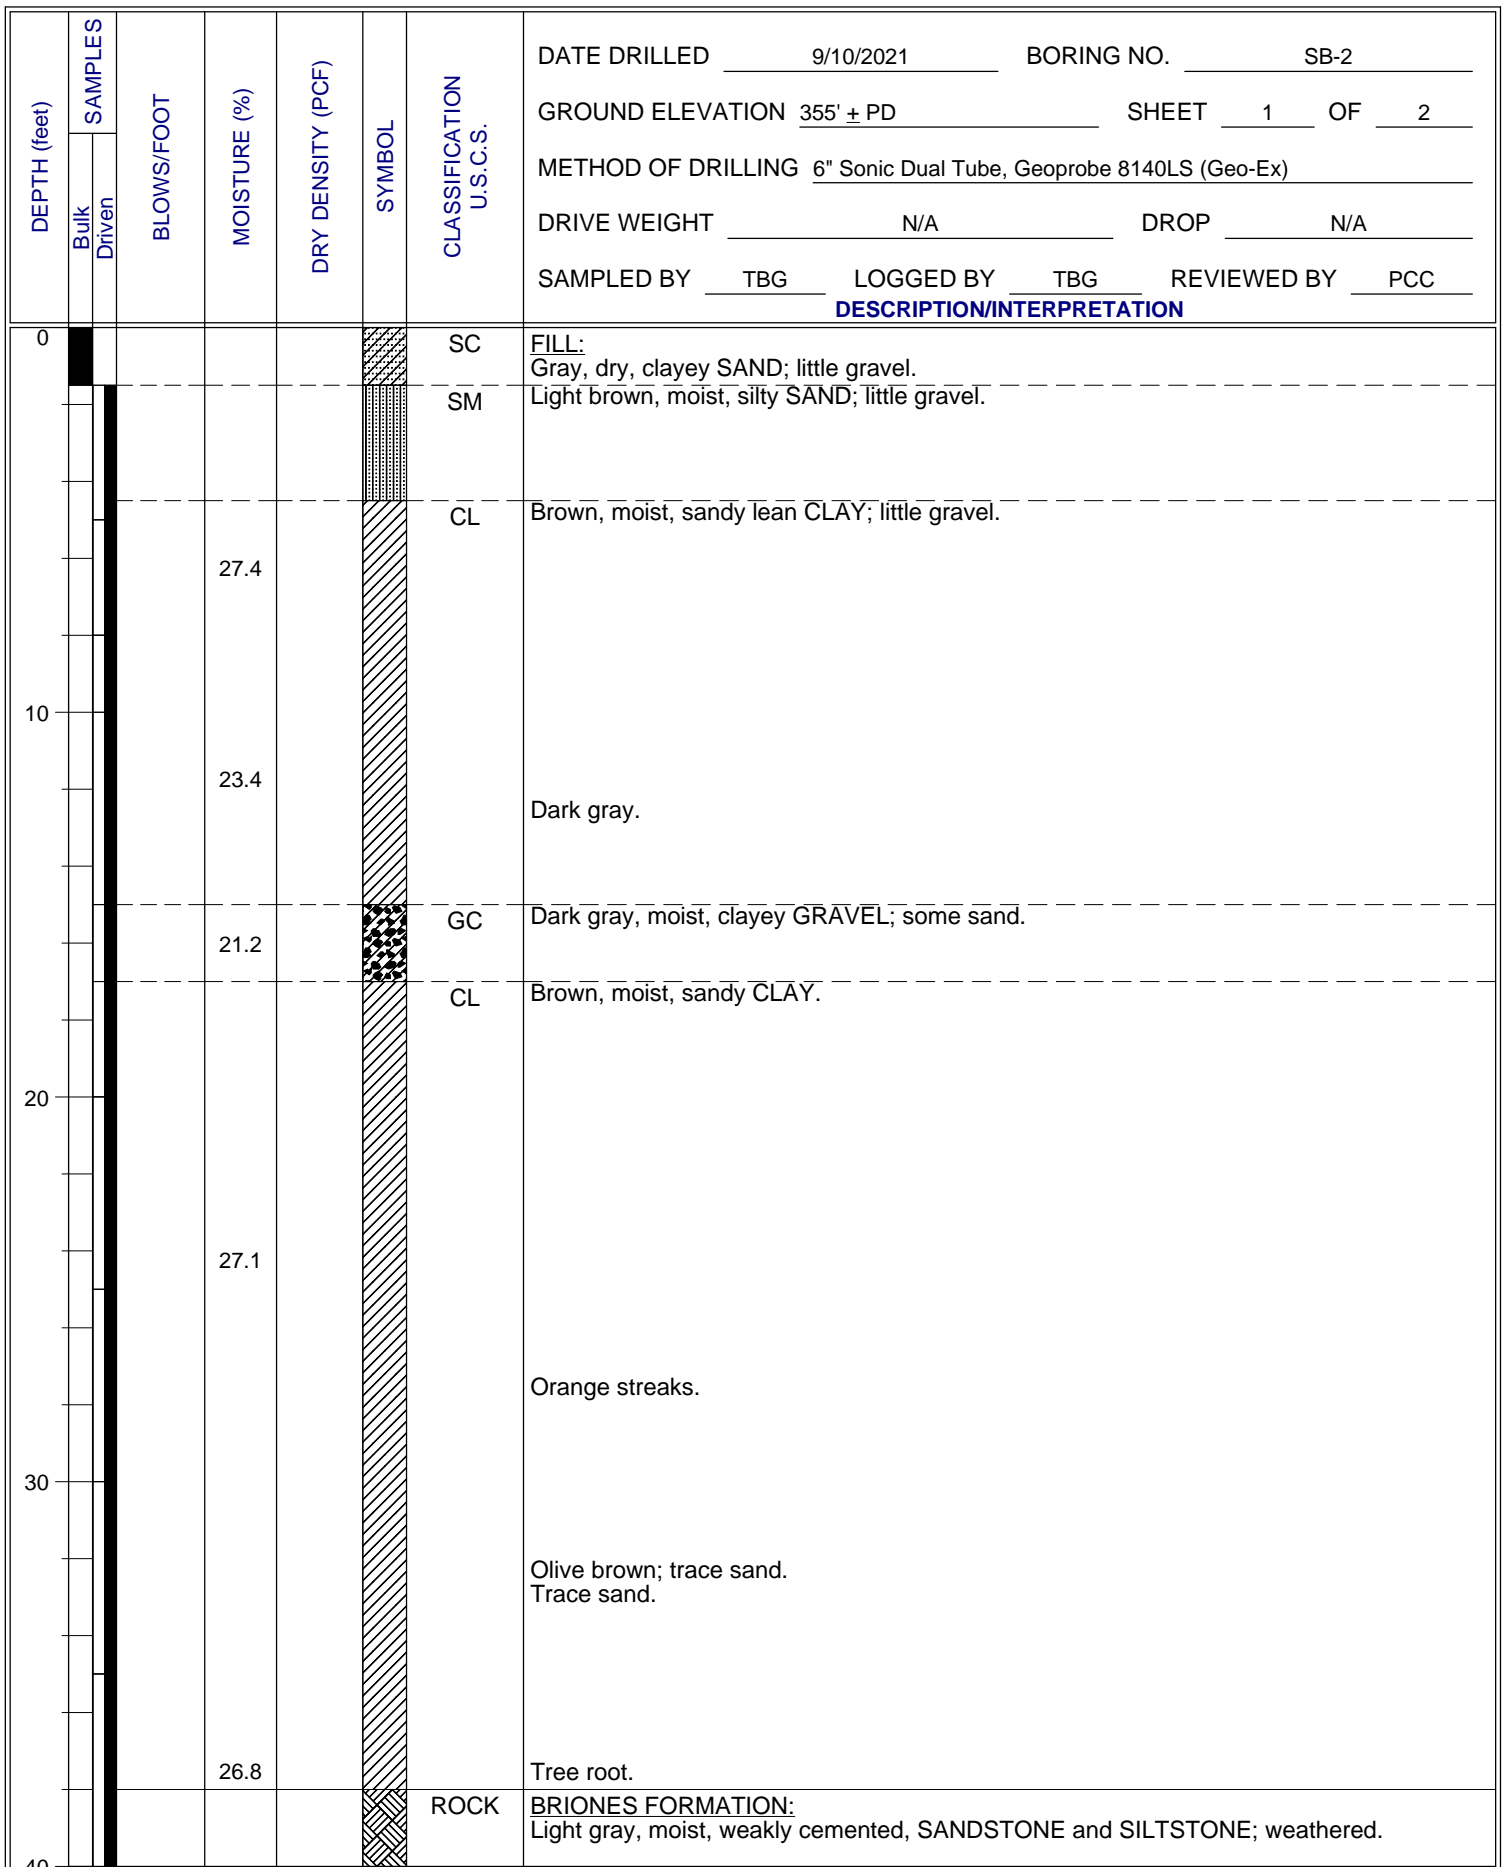 DEPTH (feet)
SAMPLES
Bulk
Driven
BLOWS/FOOT
MOISTURE (%)
DRY DENSITY (PCF)
SYMBOL
CLASSIFICATION
U.S.C.S.
DATE DRILLED 9/10/2021 BORING NO. SB-2
GROUND ELEVATION 355' ± PD SHEET 1 OF 2
METHOD OF DRILLING 6" Sonic Dual Tube, Geoprobe 8140LS (Geo-Ex)
DRIVE WEIGHT N/A DROP N/A
SAMPLED BY TBG LOGGED BY TBG REVIEWED BY PCC
DESCRIPTION/INTERPRETATION
0 SC FILL:
Gray, dry, clayey SAND; little gravel.
SM Light brown, moist, silty SAND; little gravel.
CL Brown, moist, sandy lean CLAY; little gravel.
27.4
10
23.4
Dark gray.
GC Dark gray, moist, clayey GRAVEL; some sand.
21.2
CL Brown, moist, sandy CLAY.
20
27.1
Orange streaks.
30
Olive brown; trace sand.
Trace sand.
26.8 Tree root.
ROCK BRIONES FORMATION:
Light gray, moist, weakly cemented, SANDSTONE and SILTSTONE; weathered.
40